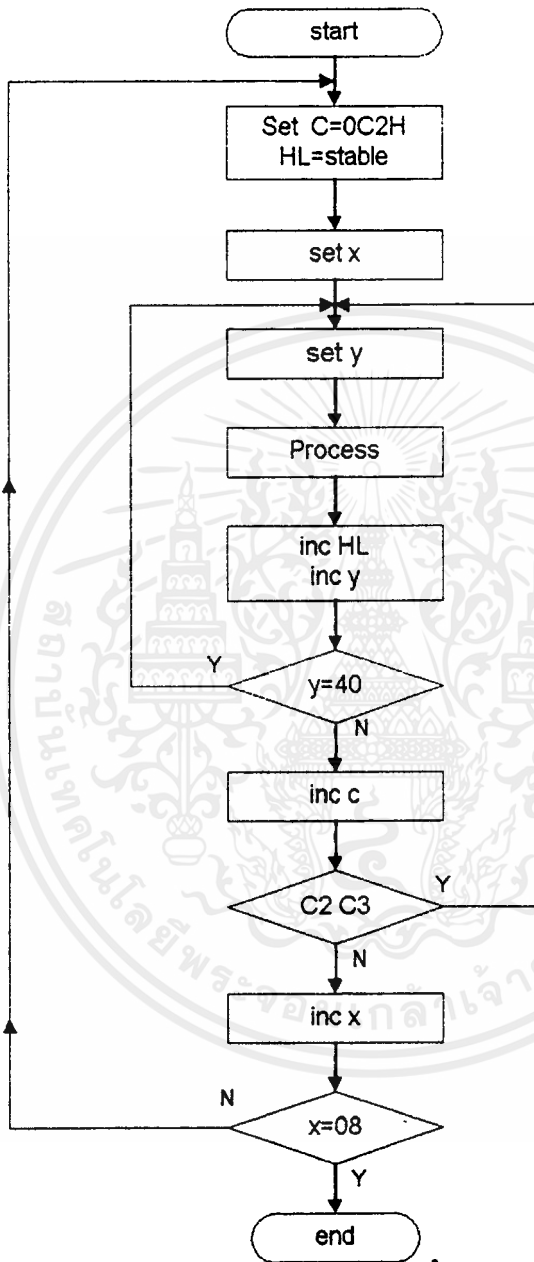 start
Set C=0C2H
HL=stable
set x
set y
Process
inc HL
inc y
Y
y=40
N
inc c
C2 C3
Y
N
inc x
N
x=08
Y
end